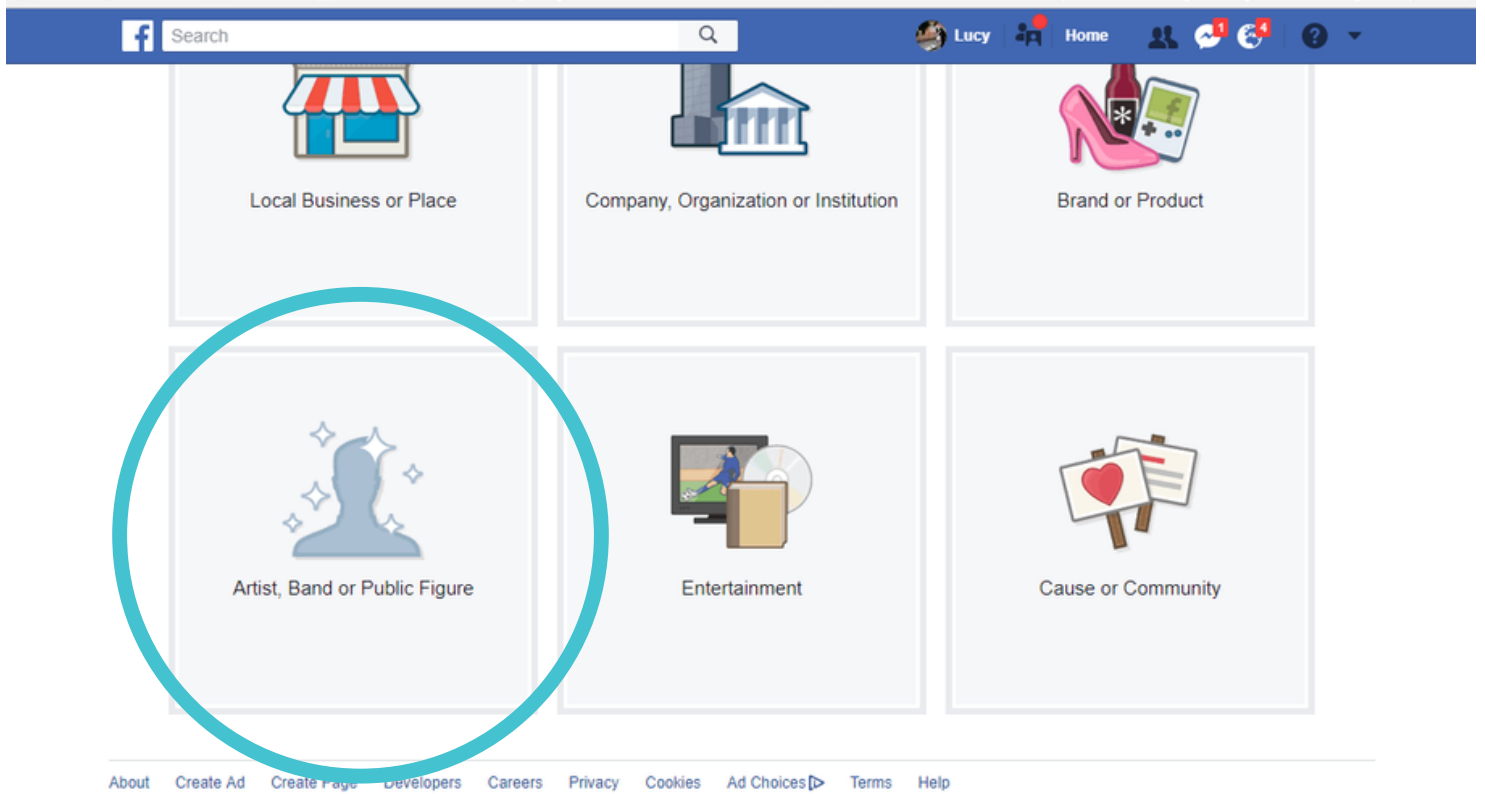 f Search Lucy Home 1 4 ?
Local Business or Place Company, Organization or Institution Brand or Product
Artist, Band or Public Figure Entertainment Cause or Community
About Create Ad Create Page Developers Careers Privacy Cookies Ad Choices Terms Help